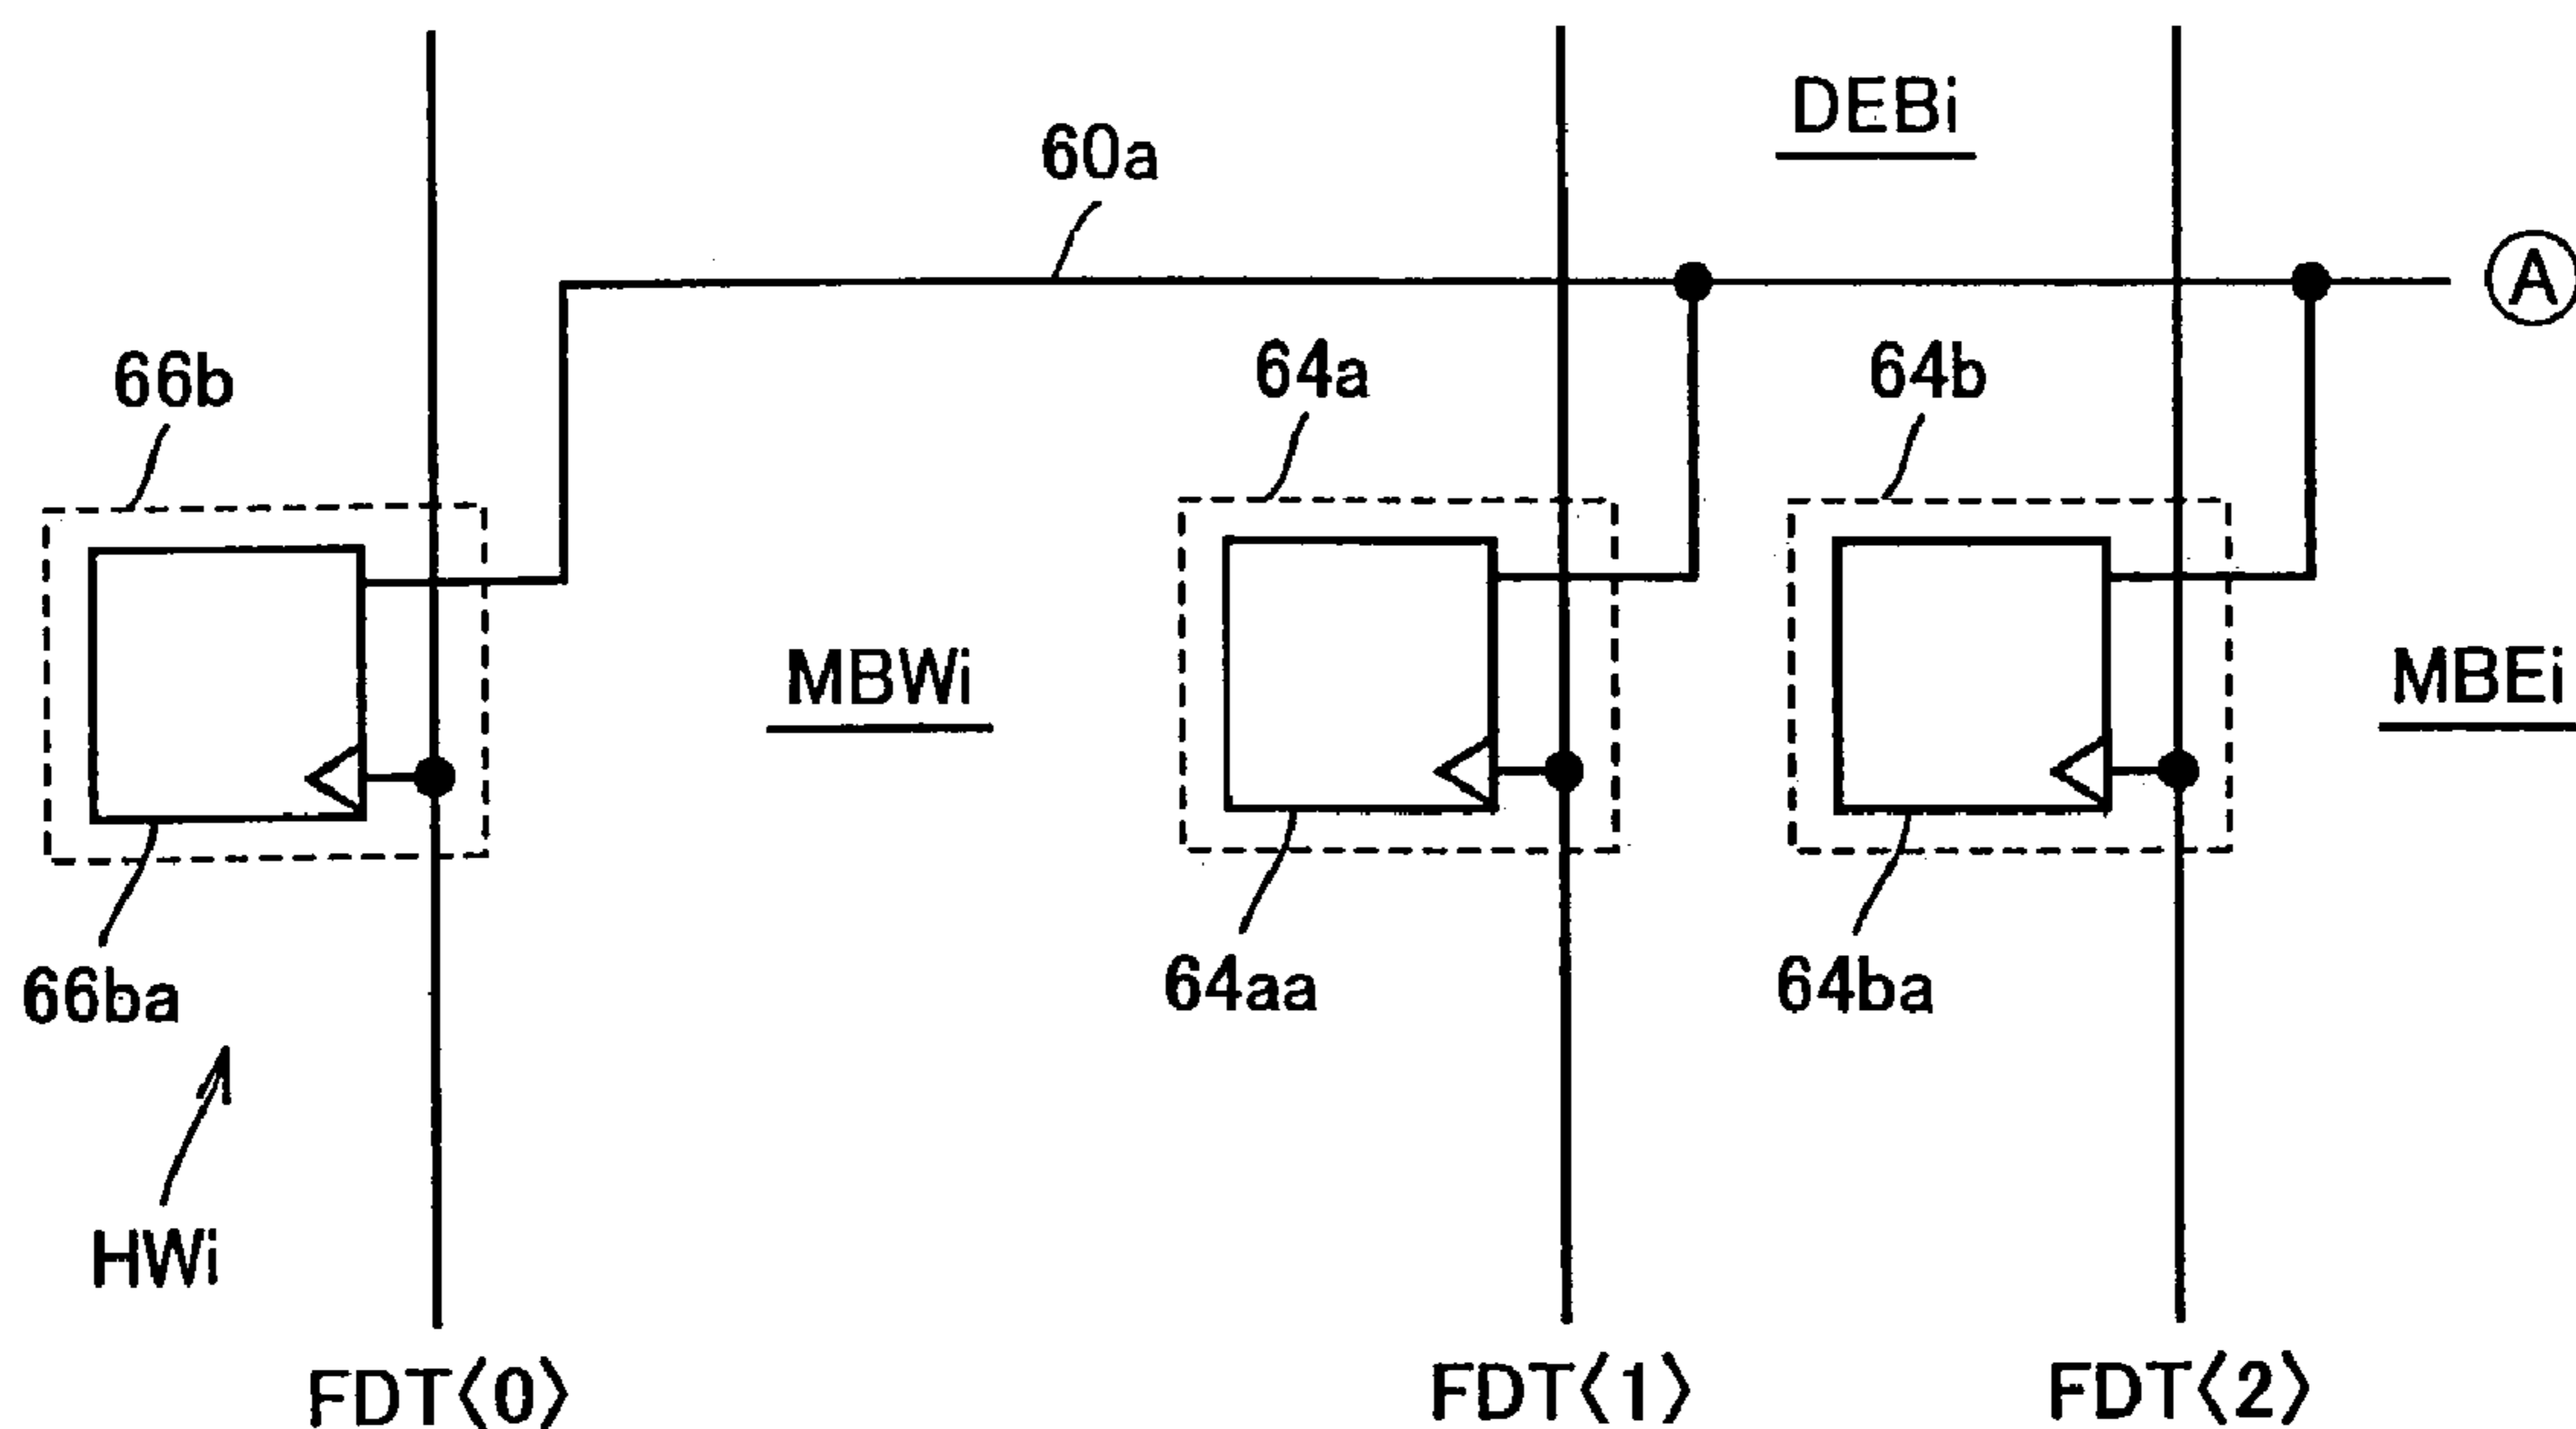 DEBi
60a
A
66b
64a
64b
MBWi
MBEi
66ba
64aa
64ba
HWi
FDT〈0〉
FDT〈1〉
FDT〈2〉